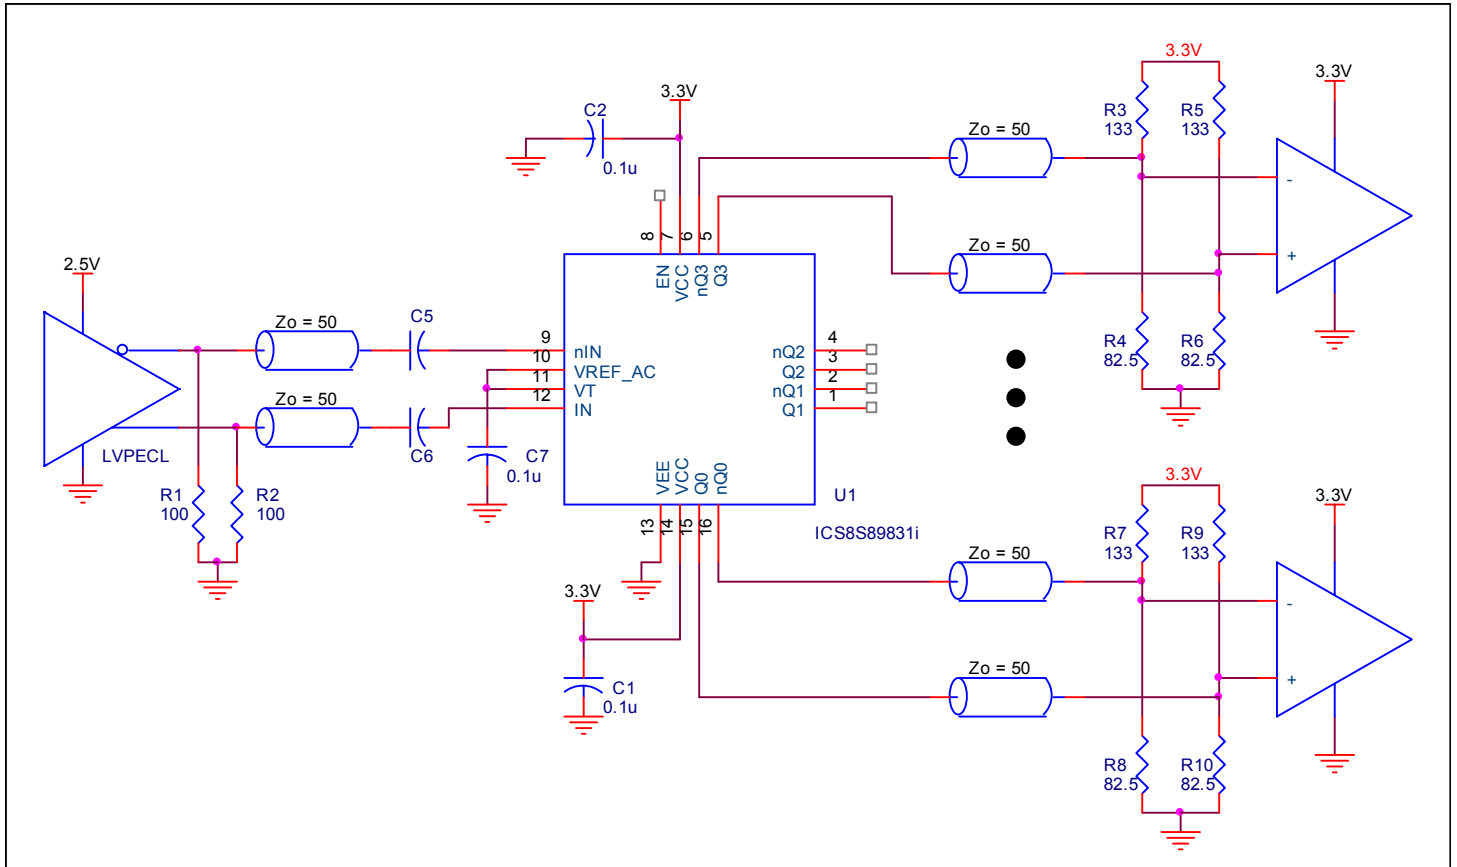 3.3V
3.3V
3.3V
C2
0.1u
R3
133
R5
133
Zo = 50
-
8
7
6
5
EN
VCC
nQ3
Q3
Zo = 50
+
2.5V
Zo = 50
C5
9
nIN
10
VREF_AC
11
VT
12
IN
nQ2
4
Q2
3
nQ1
2
Q1
1
R4
82.5
R6
82.5
Zo = 50
LVPECL
C6
C7
0.1u
R1
100
R2
100
VEE
VCC
Q0
nQ0
13
14
15
16
U1
ICS8S89831i
3.3V
3.3V
R7
133
R9
133
Zo = 50
-
3.3V
C1
0.1u
Zo = 50
+
R8
82.5
R10
82.5